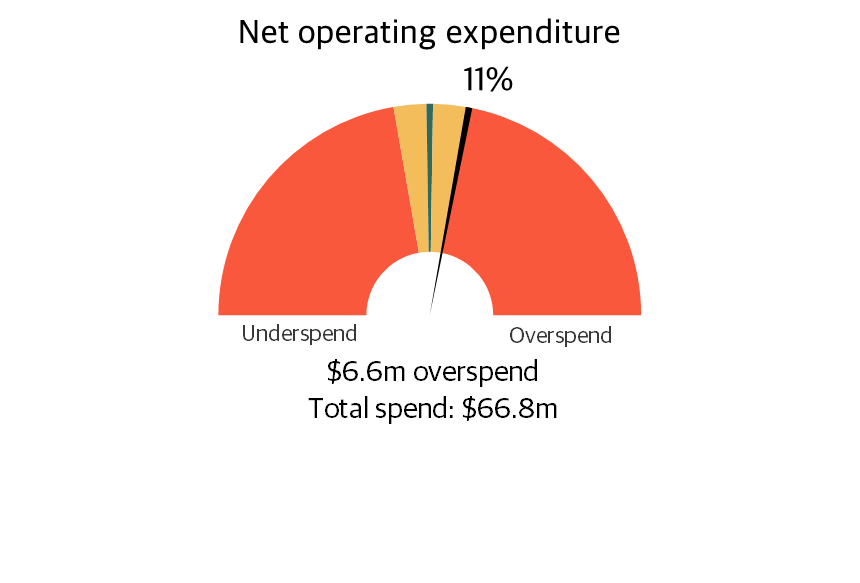 Net operating expenditure
11%
Underspend
Overspend
$6.6m overspend
Total spend: $66.8m